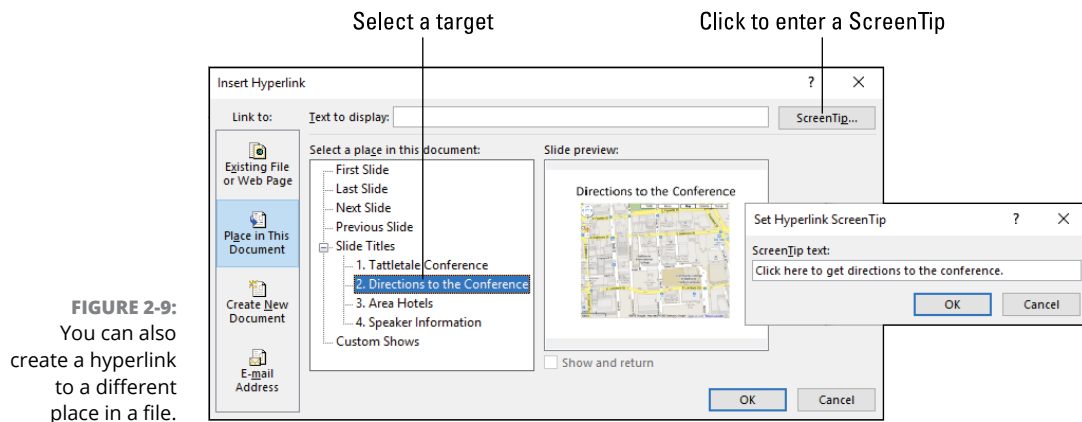 Select a target
Click to enter a ScreenTip
Insert Hyperlink
? ×
Link to:
Text to display:
ScreenTip...
Existing File
or Web Page
Place in This
Document
Create New
Document
E-mail
Address
Select a place in this document:
First Slide
Last Slide
Next Slide
Previous Slide
Slide Titles
1. Tattletale Conference
2. Directions to the Conference
3. Area Hotels
4. Speaker Information
Custom Shows
Slide preview:
Directions to the Conference
Show and return
OK
Cancel
Set Hyperlink ScreenTip
? ×
ScreenTip text:
Click here to get directions to the conference.
OK
Cancel
FIGURE 2-9:
You can also
create a hyperlink
to a different
place in a file.